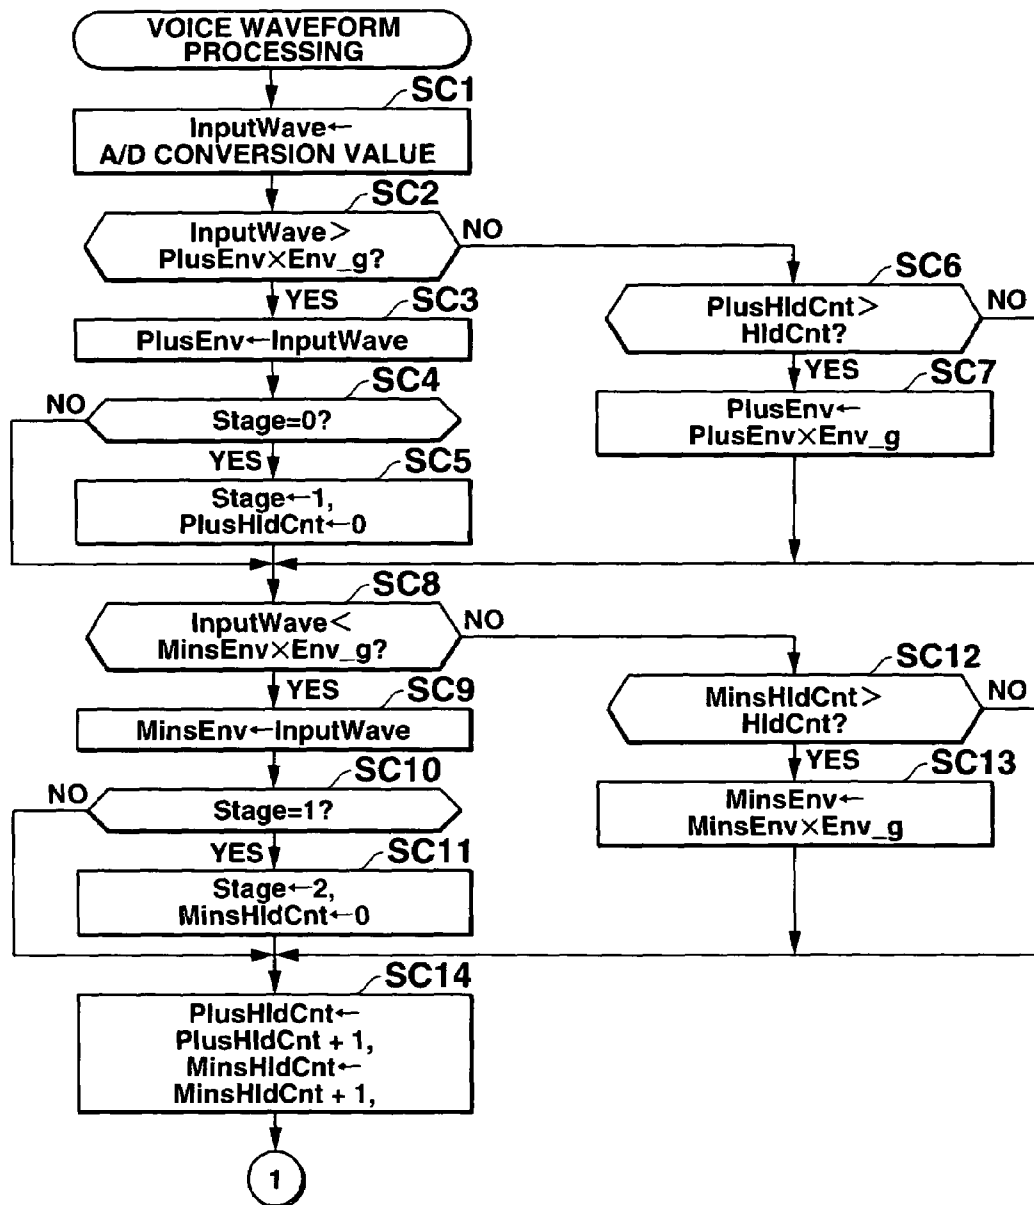 VOICE WAVEFORM
PROCESSING
SC1
InputWave←
A/D CONVERSION VALUE
SC2
InputWave>
PlusEnv×Env_g?
NO
YES
SC3
PlusEnv←InputWave
SC4
NO
Stage=0?
YES
SC5
Stage←1,
PlusHldCnt←0
SC6
PlusHldCnt>
HldCnt?
NO
YES
SC7
PlusEnv←
PlusEnv×Env_g
SC8
InputWave<
MinsEnv×Env_g?
NO
YES
SC9
MinsEnv←InputWave
SC10
NO
Stage=1?
YES
SC11
Stage←2,
MinsHldCnt←0
SC12
MinsHldCnt>
HldCnt?
NO
YES
SC13
MinsEnv←
MinsEnv×Env_g
SC14
PlusHldCnt←
PlusHldCnt + 1,
MinsHldCnt←
MinsHldCnt + 1,
1